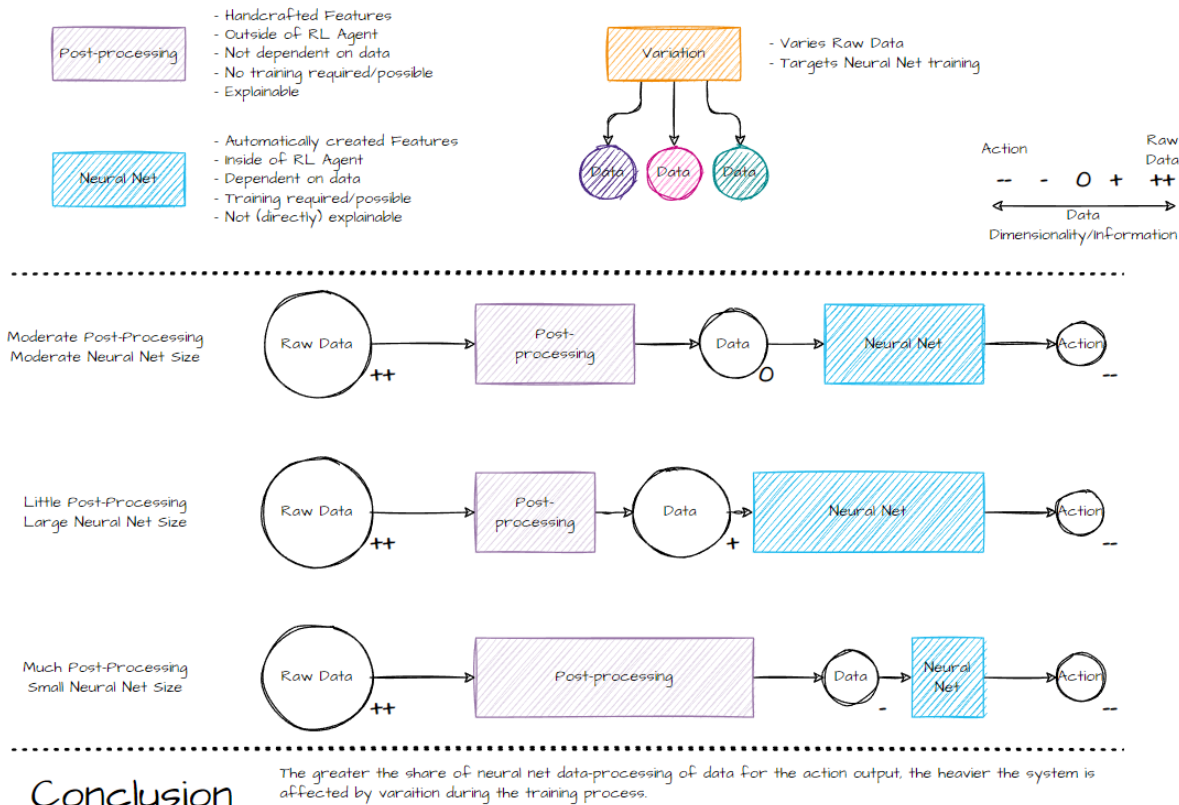 Post-processing
- Handcrafted Features
- Outside of RL Agent
- Not dependent on data
- No training required/possible
- Explainable
Variation
- Varies Raw Data
- Targets Neural Net training
Data
Data
Data
Neural Net
- Automatically created Features
- Inside of RL Agent
- Dependent on data
- Training required/possible
- Not (directly) explainable
Action
Raw
Data
-- - O + ++
Data
Dimensionality/Information
Moderate Post-Processing
Moderate Neural Net Size
Raw Data
++
Post-
processing
Data
O
Neural Net
Action
--
Little Post-Processing
Large Neural Net Size
Raw Data
++
Post-
processing
Data
+
Neural Net
Action
--
Much Post-Processing
Small Neural Net Size
Raw Data
++
Post-processing
Data
-
Neural
Net
Action
--
Conclusion
The greater the share of neural net data-processing of data for the action output, the heavier the system is
affected by varaition during the training process.